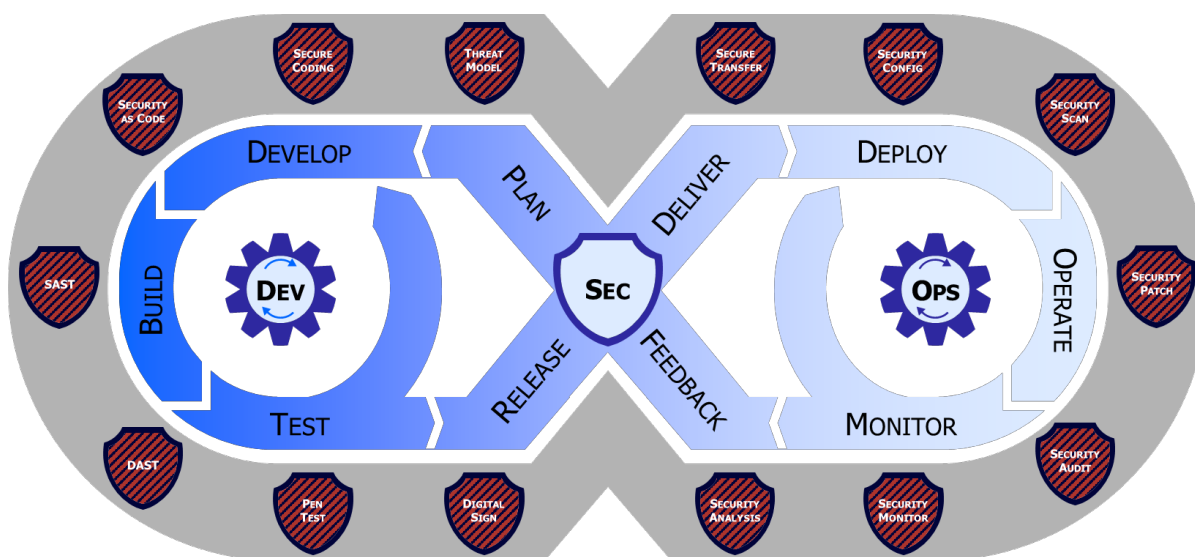 SECURE
CODING
THREAT
MODEL
SECURE
TRANSFER
SECURITY
CONFIG
SECURITY
AS CODE
SECURITY
SCAN
DEVELOP
PLAN
DELIVER
DEPLOY
SAST
BUILD
DEV
SEC
OPS
OPERATE
SECURITY
PATCH
TEST
RELEASE
FEEDBACK
MONITOR
DAST
SECURITY
AUDIT
PEN
TEST
DIGITAL
SIGN
SECURITY
ANALYSIS
SECURITY
MONITOR